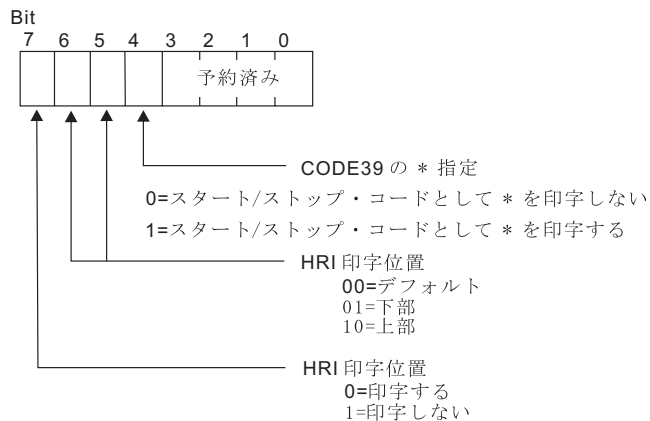 Bit
7 6 5 4 3 2 1 0
予約済み
CODE39 の * 指定
0=スタート/ストップ・コードとして * を印字しない
1=スタート/ストップ・コードとして * を印字する
HRI 印字位置
00=デフォルト
01=下部
10=上部
HRI 印字位置
0=印字する
1=印字しない